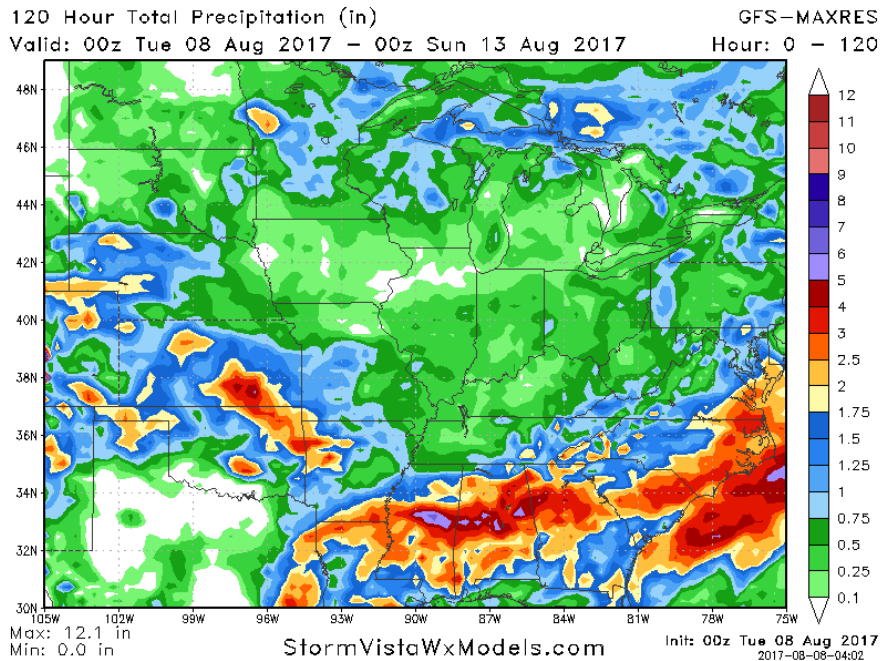 120 Hour Total Precipitation (in)
GFS-MAXRES
Valid: 00z Tue 08 Aug 2017 - 00z Sun 13 Aug 2017
Hour: 0 - 120
48N
46N
44N
42N
40N
38N
36N
34N
32N
30N
105W
102W
99W
96W
93W
90W
87W
84W
81W
78W
75W
12
11
10
9
8
7
6
5
4
3
2.5
2
1.75
1.5
1.25
1
0.75
0.5
0.25
0.1
Max: 12.1 in
Min: 0.0 in
StormVistaWxModels.com
Init: 00z Tue 08 Aug 2017
2017-08-08-04:02